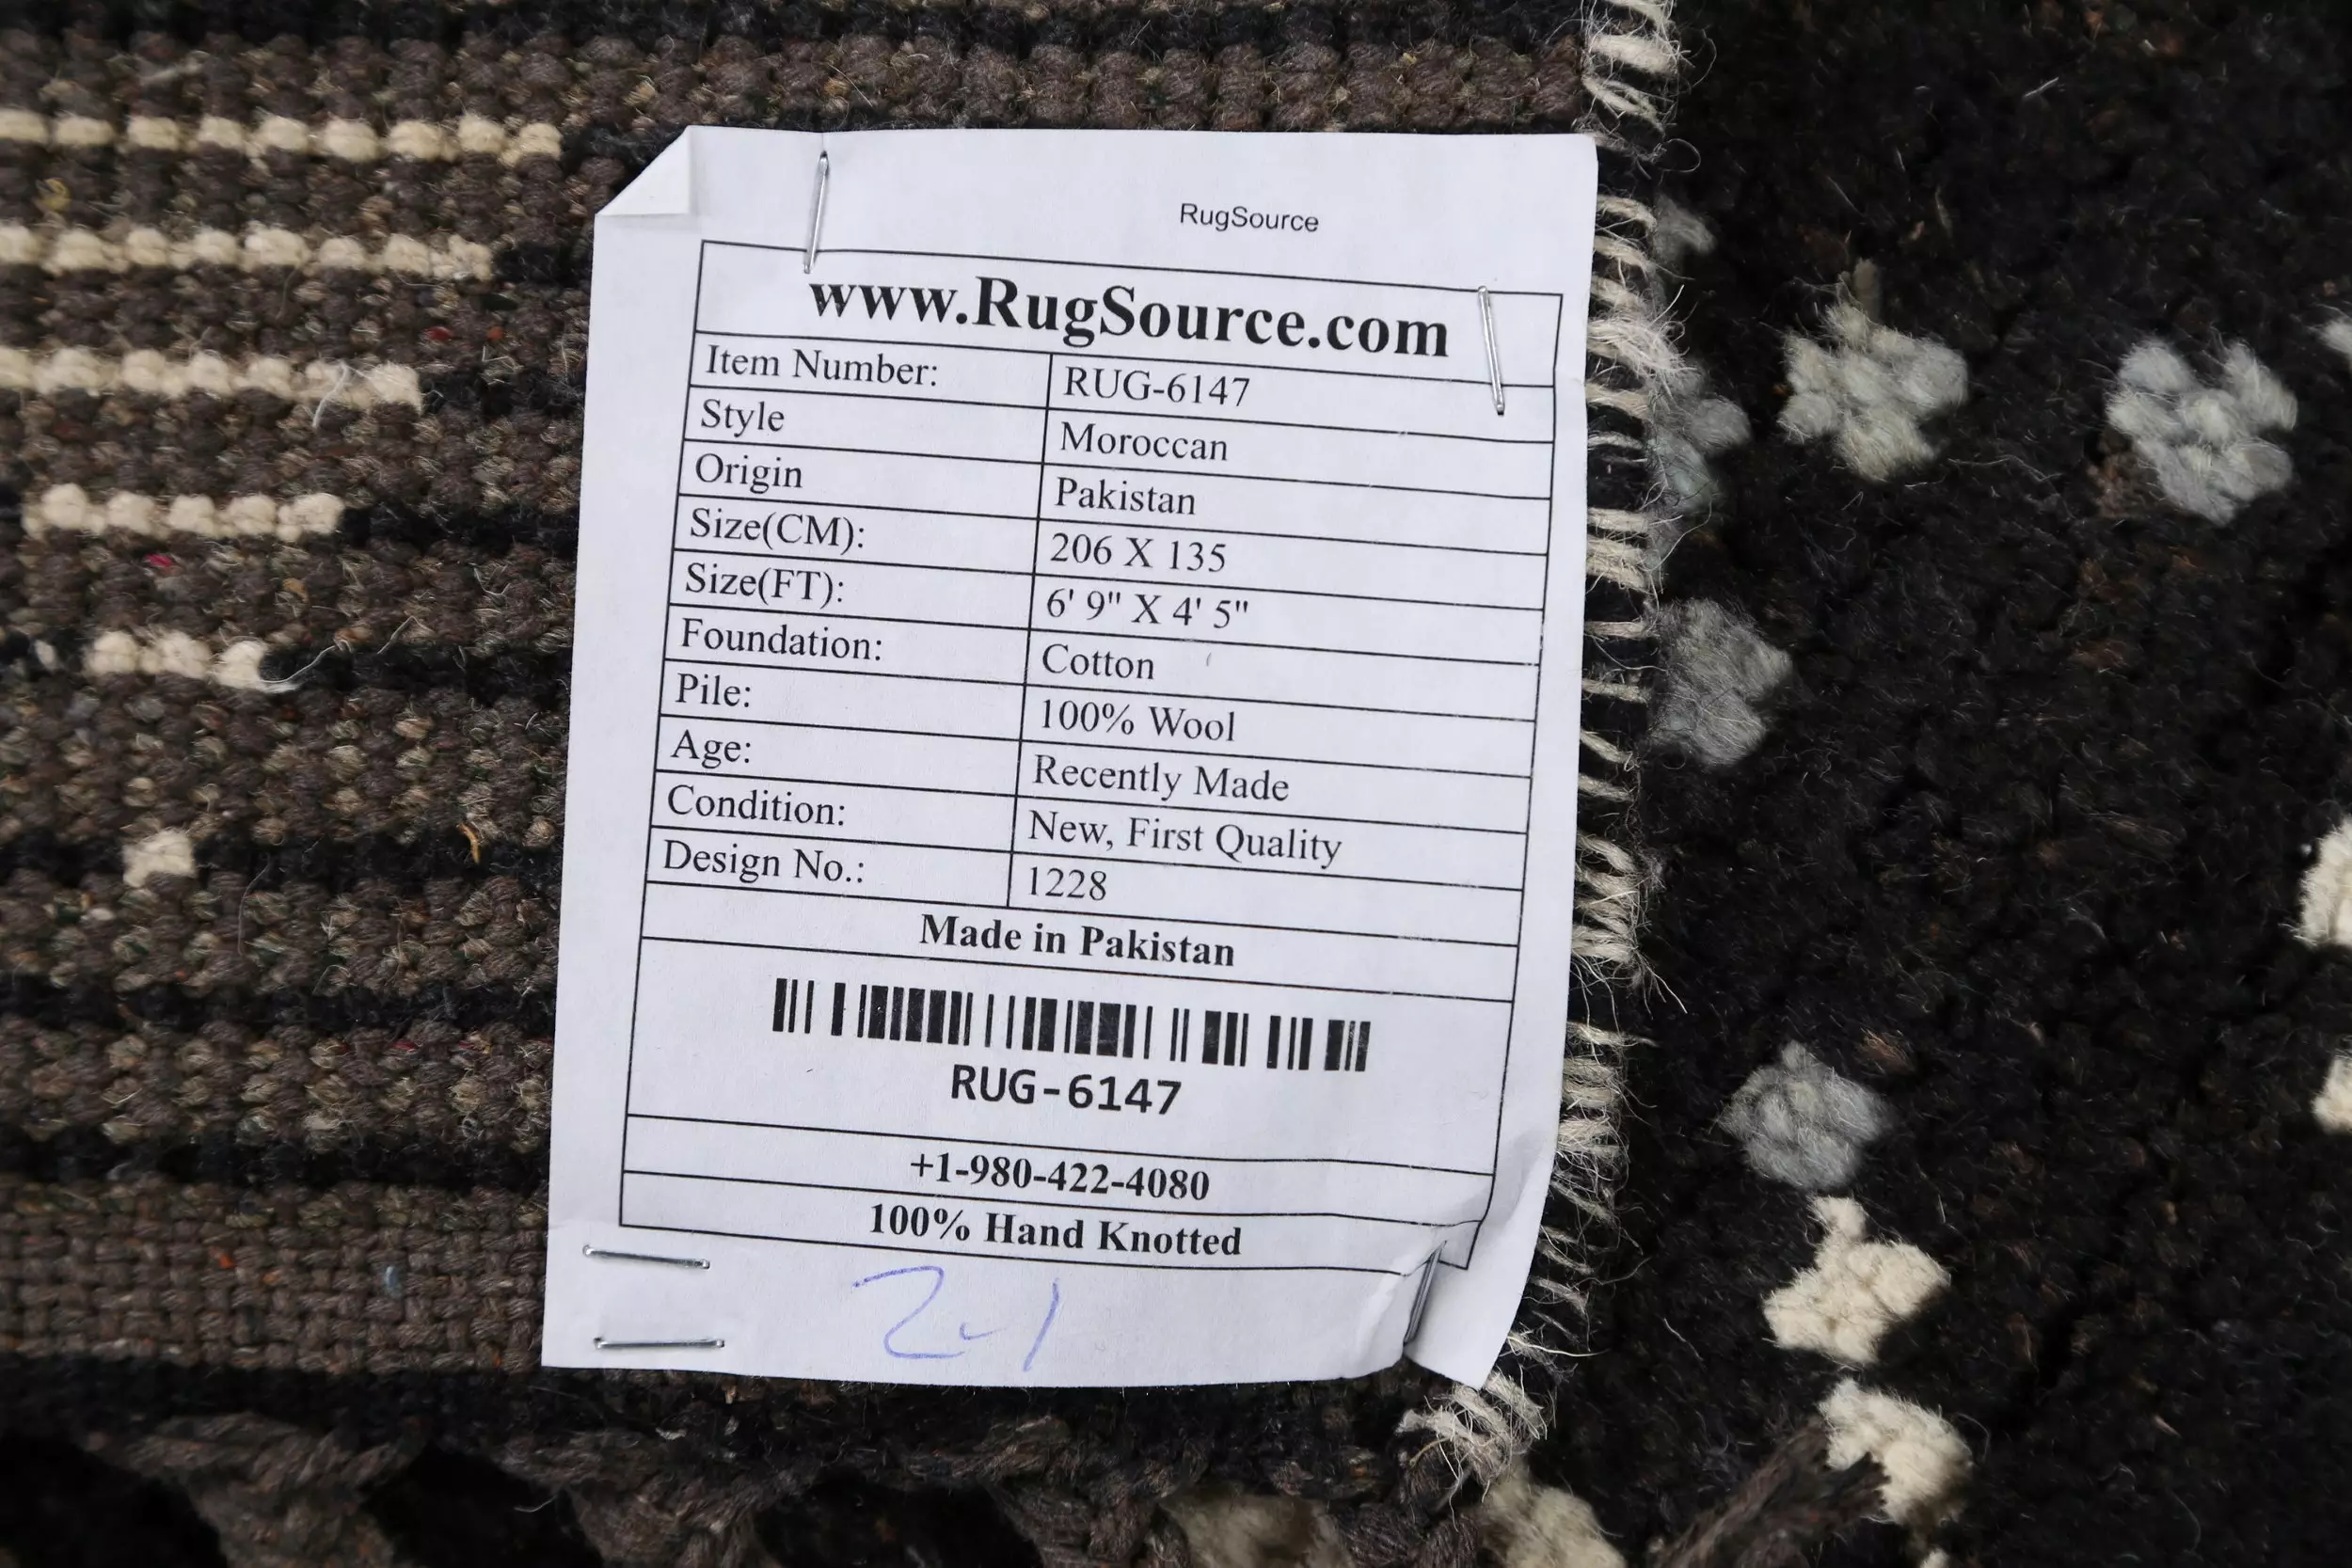 RugSource
www.RugSource.com
Item Number: RUG-6147
Style Moroccan
Origin Pakistan
Size(CM): 206 X 135
Size(FT): 6' 9" X 4' 5"
Foundation: Cotton
Pile: 100% Wool
Age: Recently Made
Condition: New, First Quality
Design No.: 1228
Made in Pakistan
RUG-6147
+1-980-422-4080
100% Hand Knotted